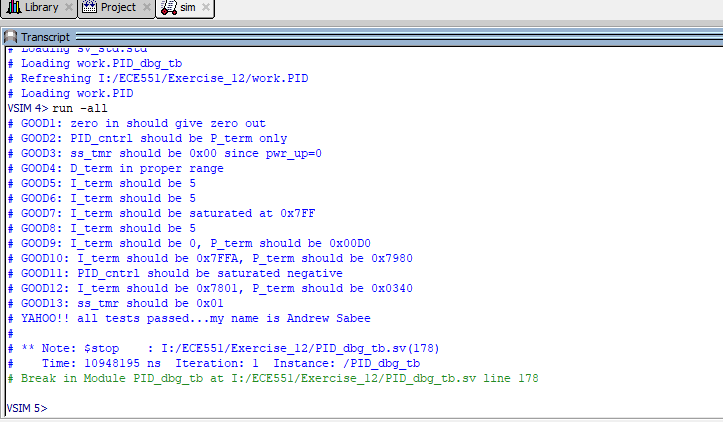 Library Project sim
Transcript
# Loading sv_std.std
# Loading work.PID_dbg_tb
# Refreshing I:/ECE551/Exercise_12/work.PID
# Loading work.PID
VSIM 4> run -all
# GOOD1: zero in should give zero out
# GOOD2: PID_cntrl should be P_term only
# GOOD3: ss_tmr should be 0x00 since pwr_up=0
# GOOD4: D_term in proper range
# GOOD5: I_term should be 5
# GOOD6: I_term should be 5
# GOOD7: I_term should be saturated at 0x7FF
# GOOD8: I_term should be 5
# GOOD9: I_term should be 0, P_term should be 0x00D0
# GOOD10: I_term should be 0x7FFA, P_term should be 0x7980
# GOOD11: PID_cntrl should be saturated negative
# GOOD12: I_term should be 0x7801, P_term should be 0x0340
# GOOD13: ss_tmr should be 0x01
# YAHOO!! all tests passed...my name is Andrew Sabee
#
# ** Note: $stop    : I:/ECE551/Exercise_12/PID_dbg_tb.sv(178)
#    Time: 10948195 ns  Iteration: 1  Instance: /PID_dbg_tb
# Break in Module PID_dbg_tb at I:/ECE551/Exercise_12/PID_dbg_tb.sv line 178
VSIM 5>